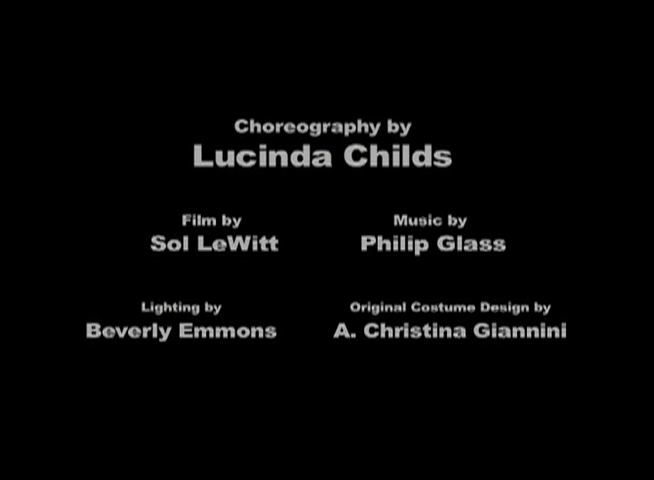 Choreography by
Lucinda Childs
Film by
Sol LeWitt
Music by
Philip Glass
Lighting by
Beverly Emmons
Original Costume Design by
A. Christina Giannini